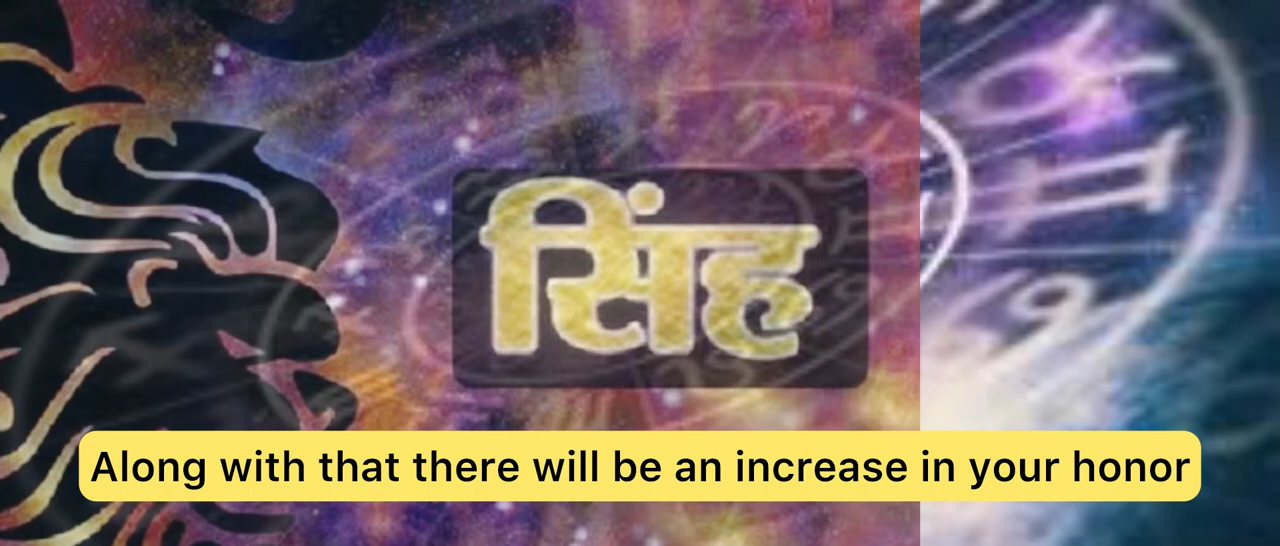 सिंह
Along with that there will be an increase in your honor